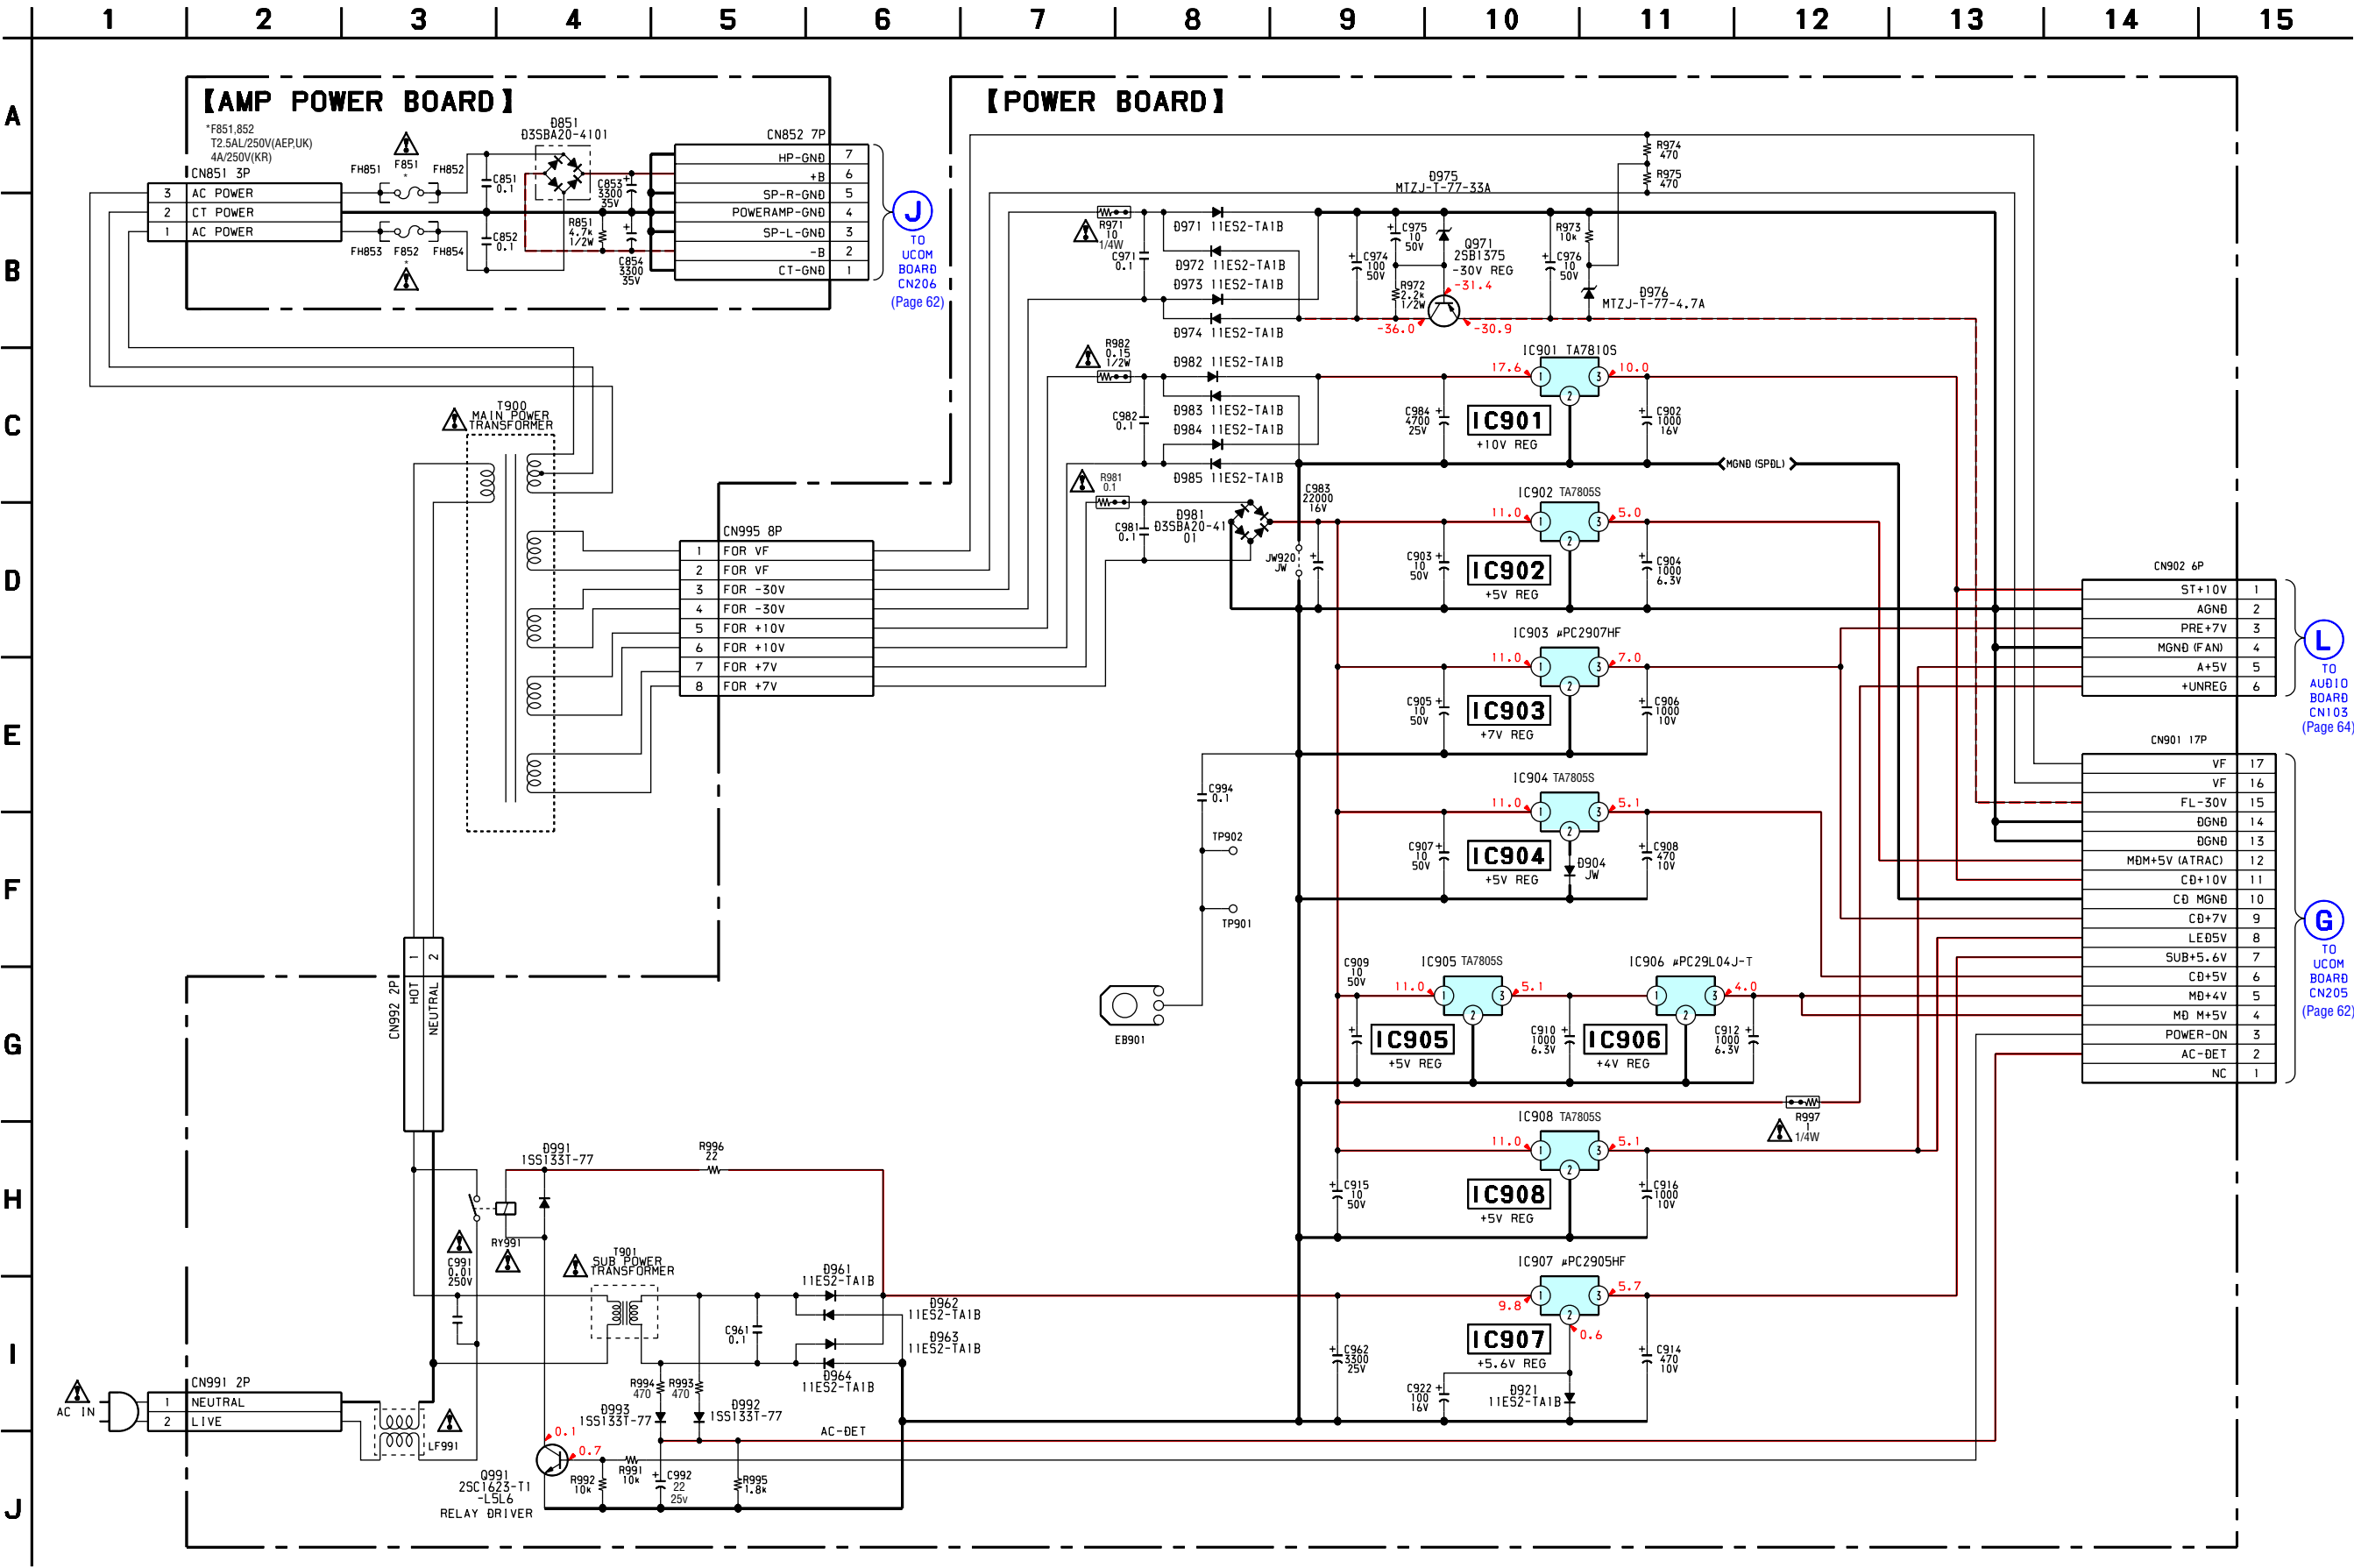 1 2 3 4 5 6 7 8 9 10 11 12 13 14 15
A
B
C
D
E
F
G
H
I
J
【AMP POWER BOARD】
*F851,852
T2.5AL/250V(AEP,UK)
4A/250V(KR)
CN851 3P
3 AC POWER
2 CT POWER
1 AC POWER
FH851
F851
*
FH852
FH853
F852
*
FH854
C851
0.1
C852
0.1
D851
D3SBA20-4101
C853
3300
35V
R851
4.7k
1/2W
C854
3300
35V
CN852 7P
HP-GND 7
+B 6
SP-R-GND 5
POWERAMP-GND 4
SP-L-GND 3
-B 2
CT-GND 1
J
TO
UCOM
BOARD
CN206
(Page 62)
【POWER BOARD】
R974
470
R975
470
D975
MTZJ-T-77-33A
R971
10
1/4W
C971
0.1
D971 11ES2-TA1B
D972 11ES2-TA1B
D973 11ES2-TA1B
D974 11ES2-TA1B
C974
100
50V
C975
10
50V
R972
2.2k
1/2W
Q971
2SB1375
-30V REG
-31.4
-36.0
-30.9
C976
10
50V
R973
10k
D976
MTZJ-T-77-4.7A
R982
0.15
1/2W
C982
0.1
D982 11ES2-TA1B
D983 11ES2-TA1B
D984 11ES2-TA1B
D985 11ES2-TA1B
IC901 TA7810S
17.6
10.0
1 3
2
C984
4700
25V
IC901
+10V REG
C902
1000
16V
MGND(SPDL)
T900
MAIN POWER
TRANSFORMER
R981
0.1
C981
0.1
D981
D3SBA20-41
01
C983
22000
16V
JW920
JW
IC902 TA7805S
11.0
5.0
1 3
2
C903
10
50V
IC902
+5V REG
C904
1000
6.3V
CN995 8P
1 FOR VF
2 FOR VF
3 FOR -30V
4 FOR -30V
5 FOR +10V
6 FOR +10V
7 FOR +7V
8 FOR +7V
IC903 μPC2907HF
11.0
7.0
1 3
2
C905
10
50V
IC903
+7V REG
C906
1000
10V
CN902 6P
ST+10V 1
AGND 2
PRE+7V 3
MGND(FAN) 4
A+5V 5
+UNREG 6
L
TO
AUDIO
BOARD
CN103
(Page 64)
C994
0.1
TP902
TP901
EB901
IC904 TA7805S
11.0
5.1
1 3
2
C907
10
50V
IC904
+5V REG
D904
JW
C908
470
10V
CN901 17P
VF 17
VF 16
FL-30V 15
DGND 14
DGND 13
MDM+5V(ATRAC) 12
CD+10V 11
CD MGND 10
CD+7V 9
LED5V 8
SUB+5.6V 7
CD+5V 6
MD+4V 5
MD M+5V 4
POWER-ON 3
AC-DET 2
NC 1
G
TO
UCOM
BOARD
CN205
(Page 62)
C909
10
50V
IC905 TA7805S
11.0
5.1
1 3
2
IC905
+5V REG
C910
1000
6.3V
IC906 μPC29L04J-T
4.0
1 3
2
IC906
+4V REG
C912
1000
6.3V
R997
1
1/4W
CN992 2P
1 HOT
2 NEUTRAL
IC908 TA7805S
11.0
5.1
1 3
2
C915
10
50V
IC908
+5V REG
C916
1000
10V
D991
1SS133T-77
R996
22
C991
0.01
250V
RY991
T901
SUB POWER
TRANSFORMER
D961
11ES2-TA1B
D962
11ES2-TA1B
D963
11ES2-TA1B
D964
11ES2-TA1B
C961
0.1
IC907 μPC2905HF
9.8
5.7
1 3
2
0.6
C962
3300
25V
IC907
+5.6V REG
C914
470
10V
C922
100
16V
D921
11ES2-TA1B
AC IN
CN991 2P
1 NEUTRAL
2 LIVE
LF991
R994
470
R993
470
D993
1SS133T-77
D992
1SS133T-77
AC-DET
0.1
0.7
Q991
2SC1623-T1
-L5L6
RELAY DRIVER
R992
10k
R991
10k
C992
22
25v
R995
1.8k